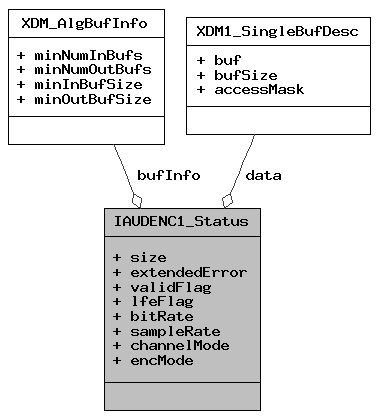 XDM_AlgBufInfo
+ minNumInBufs
+ minNumOutBufs
+ minInBufSize
+ minOutBufSize
XDM1_SingleBufDesc
+ buf
+ bufSize
+ accessMask
bufInfo
data
IAUDENC1_Status
+ size
+ extendedError
+ validFlag
+ lfeFlag
+ bitRate
+ sampleRate
+ channelMode
+ encMode